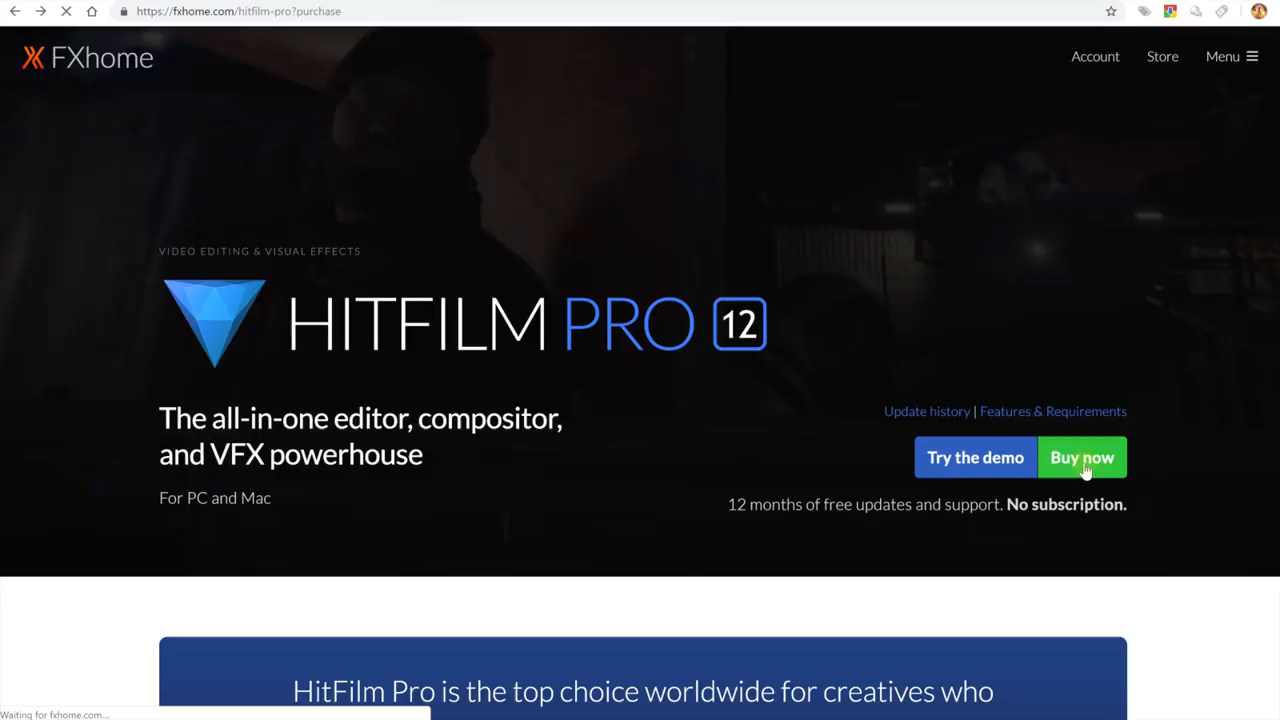 https://fxhome.com/hitfilm-pro?purchase
FXhome
Account
Store
Menu
VIDEO EDITING & VISUAL EFFECTS
HITFILM PRO 12
The all-in-one editor, compositor,
and VFX powerhouse
For PC and Mac
Update history | Features & Requirements
Try the demo
Buy now
12 months of free updates and support. No subscription.
HitFilm Pro is the top choice worldwide for creatives who
Waiting for fxhome.com...